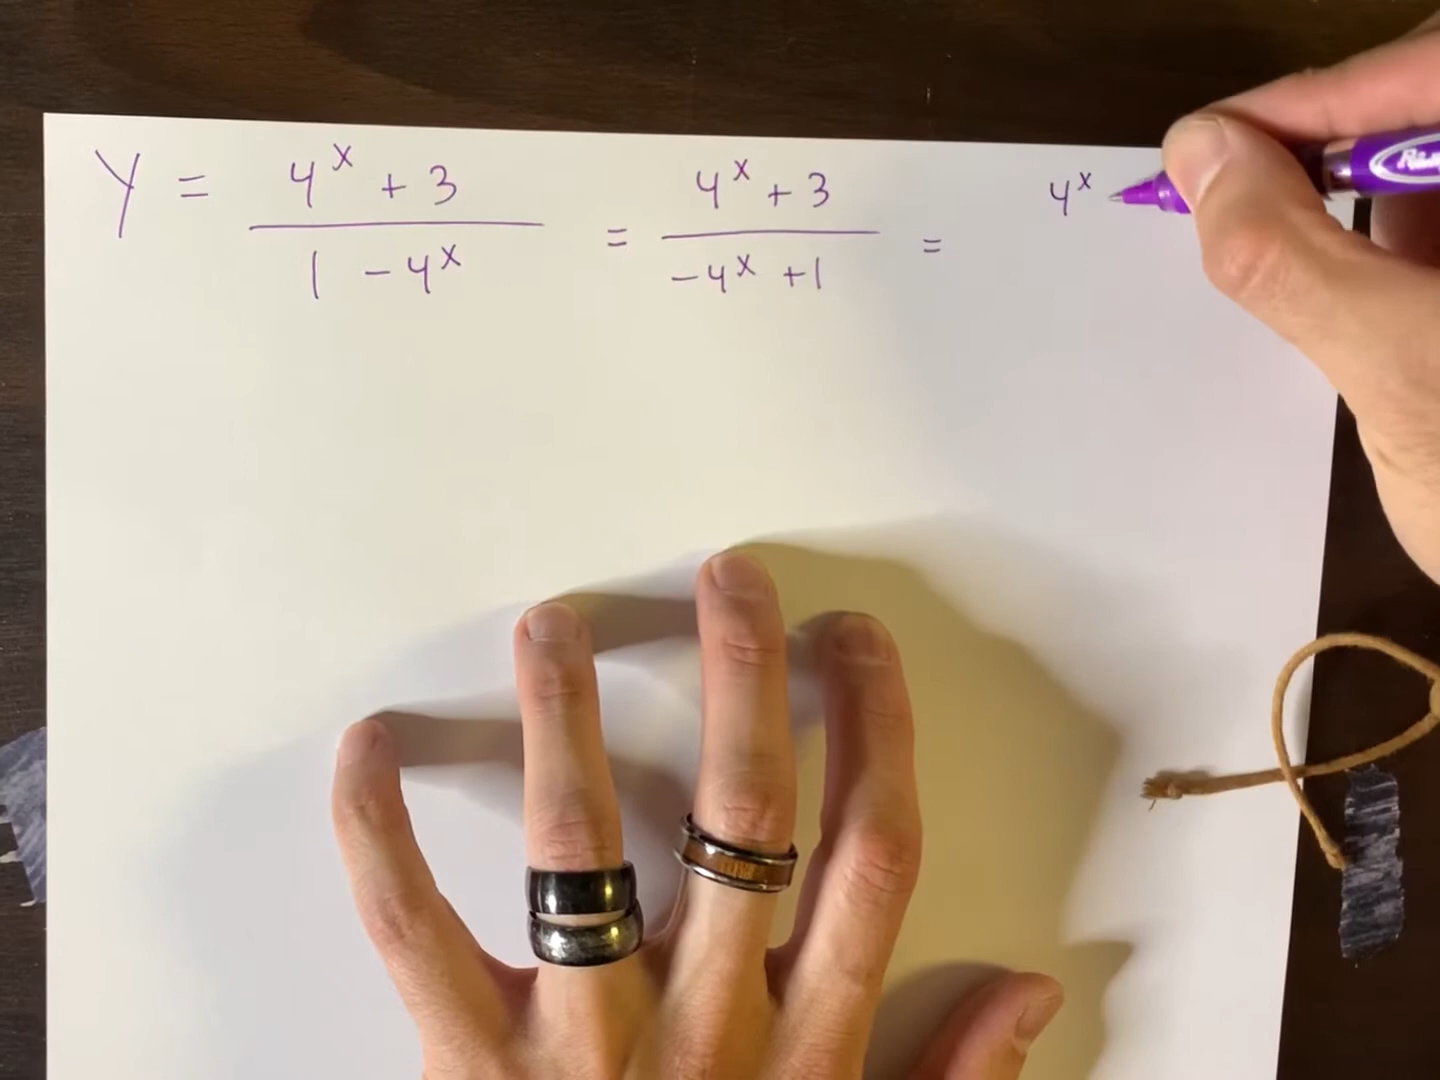 Y = 4^x + 3 / 1 - 4^x = 4^x + 3 / -4^x + 1 = 4^x